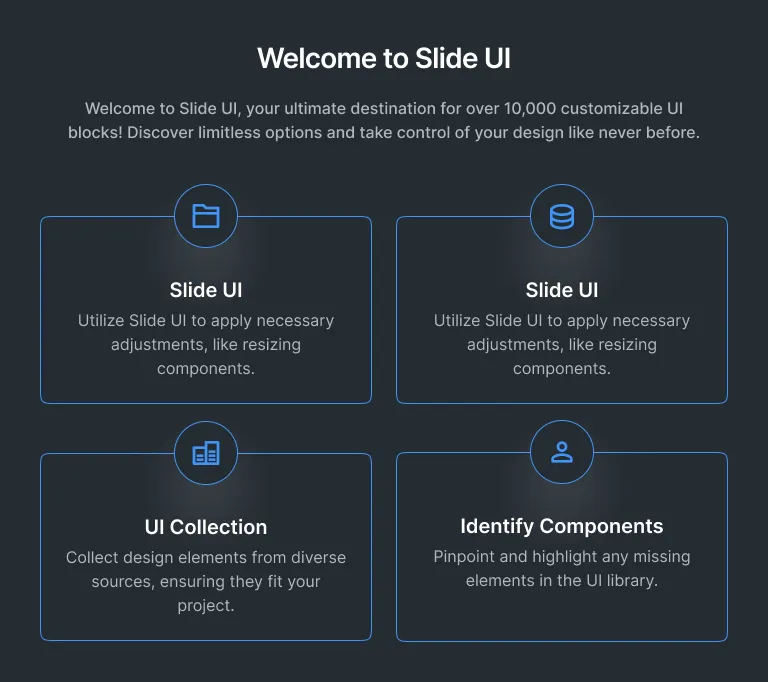 Welcome to Slide UI
Welcome to Slide UI, your ultimate destination for over 10,000 customizable UI
blocks! Discover limitless options and take control of your design like never before.
Slide UI
Utilize Slide UI to apply necessary
adjustments, like resizing
components.
Slide UI
Utilize Slide UI to apply necessary
adjustments, like resizing
components.
UI Collection
Collect design elements from diverse
sources, ensuring they fit your
project.
Identify Components
Pinpoint and highlight any missing
elements in the UI library.